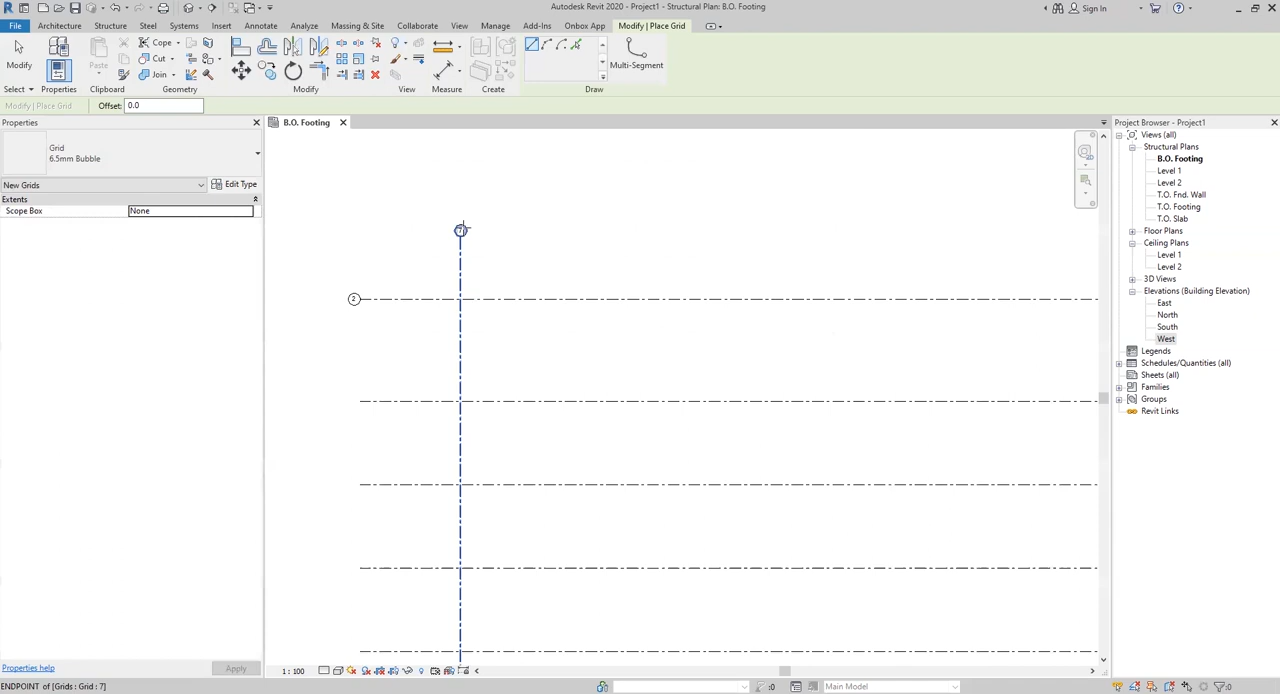 Autodesk Revit 2020 - Project1 - Structural Plan: B.O. Footing
Sign In
File Architecture Structure Steel Systems Insert Annotate Analyze Massing & Site Collaborate View Manage Add-Ins Onbox App Modify | Place Grid
Modify Paste Cope Cut Join Multi-Segment
Select Properties Clipboard Geometry Modify View Measure Create Draw
Modify | Place Grid Offset: 0.0
Properties
B.O. Footing
Project Browser - Project1
Grid
6.5mm Bubble
New Grids Edit Type
Extents
Scope Box None
7
2
Views (all)
Structural Plans
B.O. Footing
Level 1
Level 2
T.O. Fnd. Wall
T.O. Footing
T.O. Slab
Floor Plans
Ceiling Plans
Level 1
Level 2
3D Views
Elevations (Building Elevation)
East
North
South
West
Legends
Schedules/Quantities (all)
Sheets (all)
Families
Groups
Revit Links
Properties help Apply
1 : 100
ENDPOINT of [Grids : Grid : 7]
:0 Main Model :0